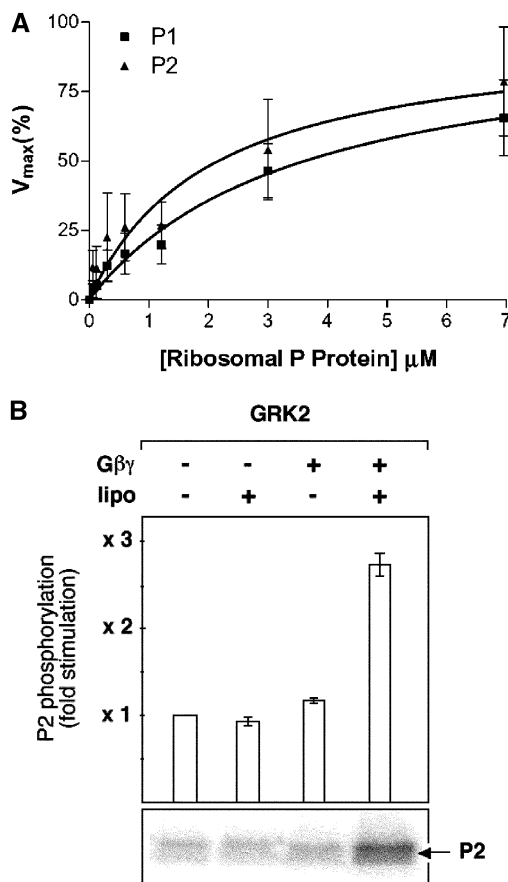 A
100
75
50
25
0
Vmax(%)
P1
P2
0 1 2 3 4 5 6 7
[Ribosomal P Protein] μM
B
GRK2
Gβγ - - + +
lipo - + - +
x 3
x 2
x 1
P2 phosphorylation
(fold stimulation)
P2